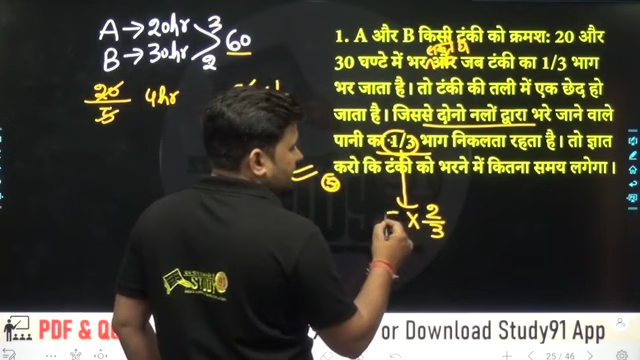 A → 20hr 3
B → 30hr 2 60
20/5 4hr
1. A और B किसी टंकी को क्रमश: 20 और
30 घण्टे में भर और जब टंकी का 1/3 भाग
भर जाता है। तो टंकी की तली में एक छेद हो
जाता है। जिससे दोनो नलों द्वारा भरे जाने वाले
पानी का 1/3 भाग निकलता रहता है। तो ज्ञात
करो कि टंकी को भरने में कितना समय लगेगा।
= 5
× 2/3
STUDY
PDF & Qu or Download Study91 App
25 / 46